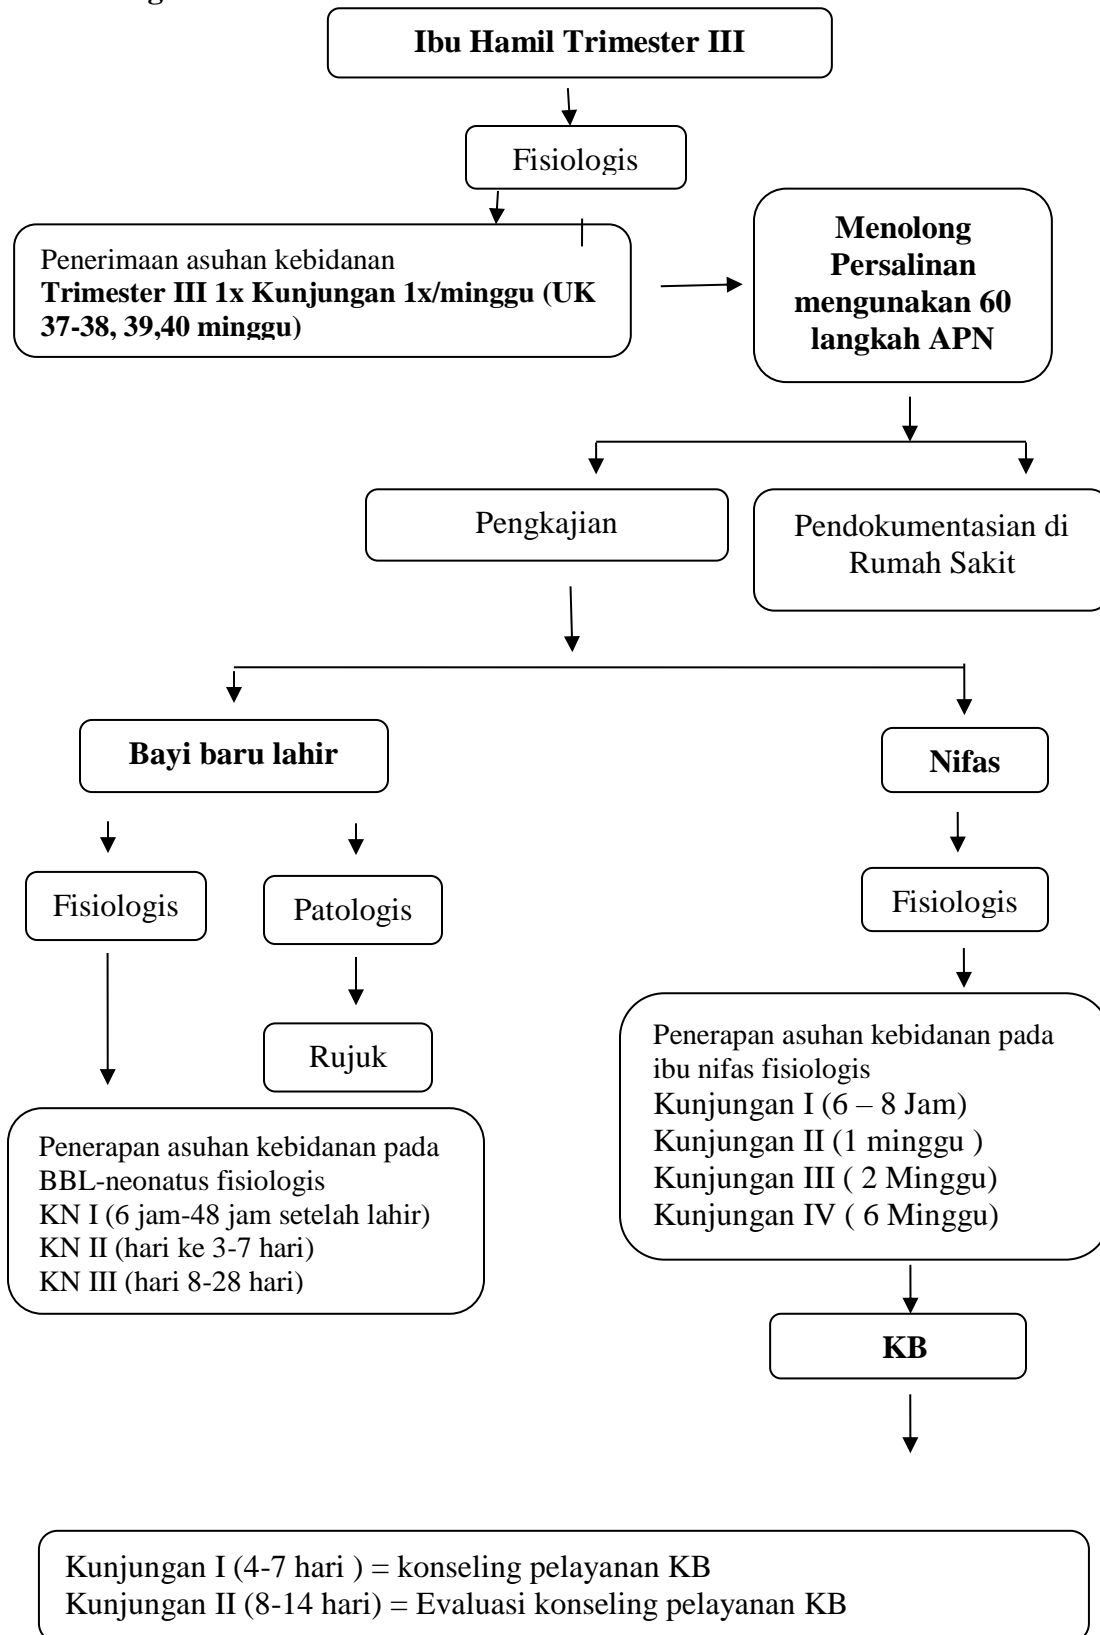 Ibu Hamil Trimester III
Fisiologis
Penerimaan asuhan kebidanan
Trimester III 1x Kunjungan 1x/minggu (UK
37-38, 39,40 minggu)
Menolong
Persalinan
mengunakan 60
langkah APN
Pengkajian
Pendokumentasian di
Rumah Sakit
Bayi baru lahir
Nifas
Fisiologis
Patologis
Fisiologis
Rujuk
Penerapan asuhan kebidanan pada
ibu nifas fisiologis
Kunjungan I (6 – 8 Jam)
Kunjungan II (1 minggu )
Kunjungan III ( 2 Minggu)
Kunjungan IV ( 6 Minggu)
Penerapan asuhan kebidanan pada
BBL-neonatus fisiologis
KN I (6 jam-48 jam setelah lahir)
KN II (hari ke 3-7 hari)
KN III (hari 8-28 hari)
KB
Kunjungan I (4-7 hari ) = konseling pelayanan KB
Kunjungan II (8-14 hari) = Evaluasi konseling pelayanan KB